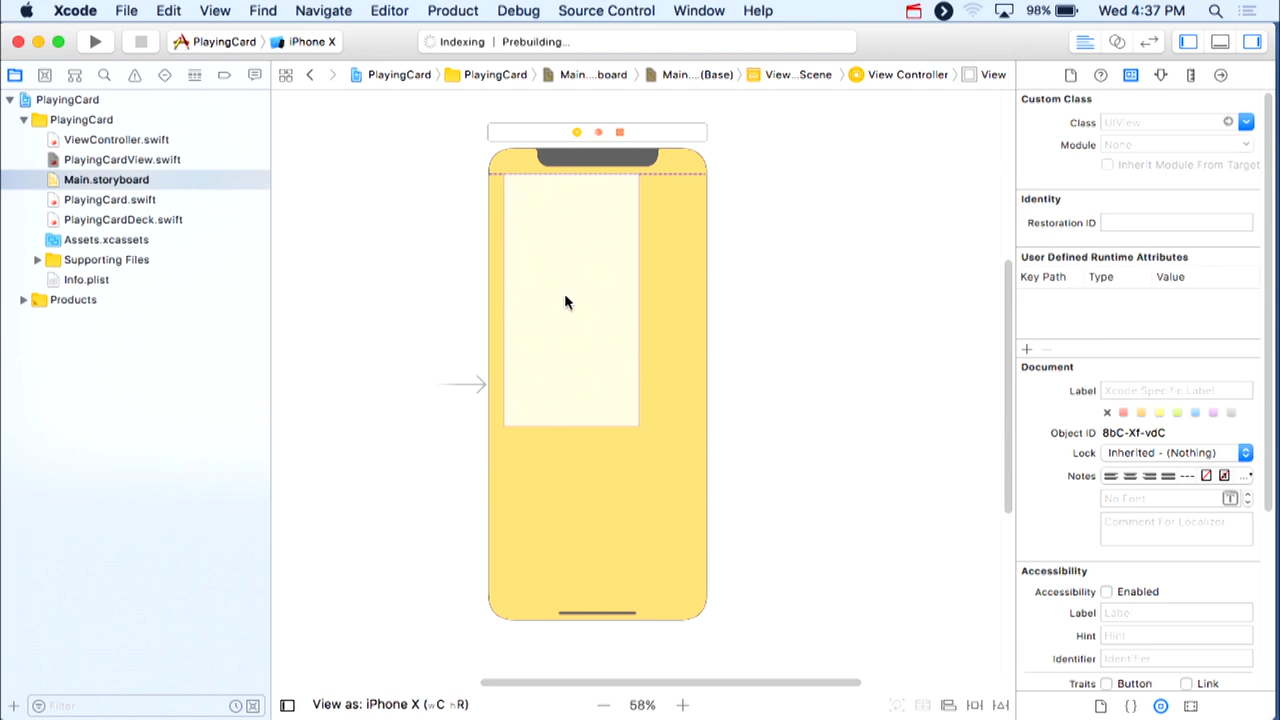 Xcode File Edit View Find Navigate Editor Product Debug Source Control Window Help 98% Wed 4:37 PM
PlayingCard iPhone X Indexing | Prebuilding...
PlayingCard PlayingCard Main....board Main....(Base) View...Scene View Controller View
PlayingCard
PlayingCard
ViewController.swift
PlayingCardView.swift
Main.storyboard
PlayingCard.swift
PlayingCardDeck.swift
Assets.xcassets
Supporting Files
Info.plist
Products
Filter
View as: iPhone X (wC hR) 58%
Custom Class
Class UIView
Module None
Inherit Module From Target
Identity
Restoration ID
User Defined Runtime Attributes
Key Path Type Value
Document
Label Xcode Specific Label
Object ID 8bC-Xf-vdC
Lock Inherited - (Nothing)
Notes
No Font
Comment For Localizer
Accessibility
Accessibility Enabled
Label Label
Hint Hint
Identifier Identifier
Traits Button Link